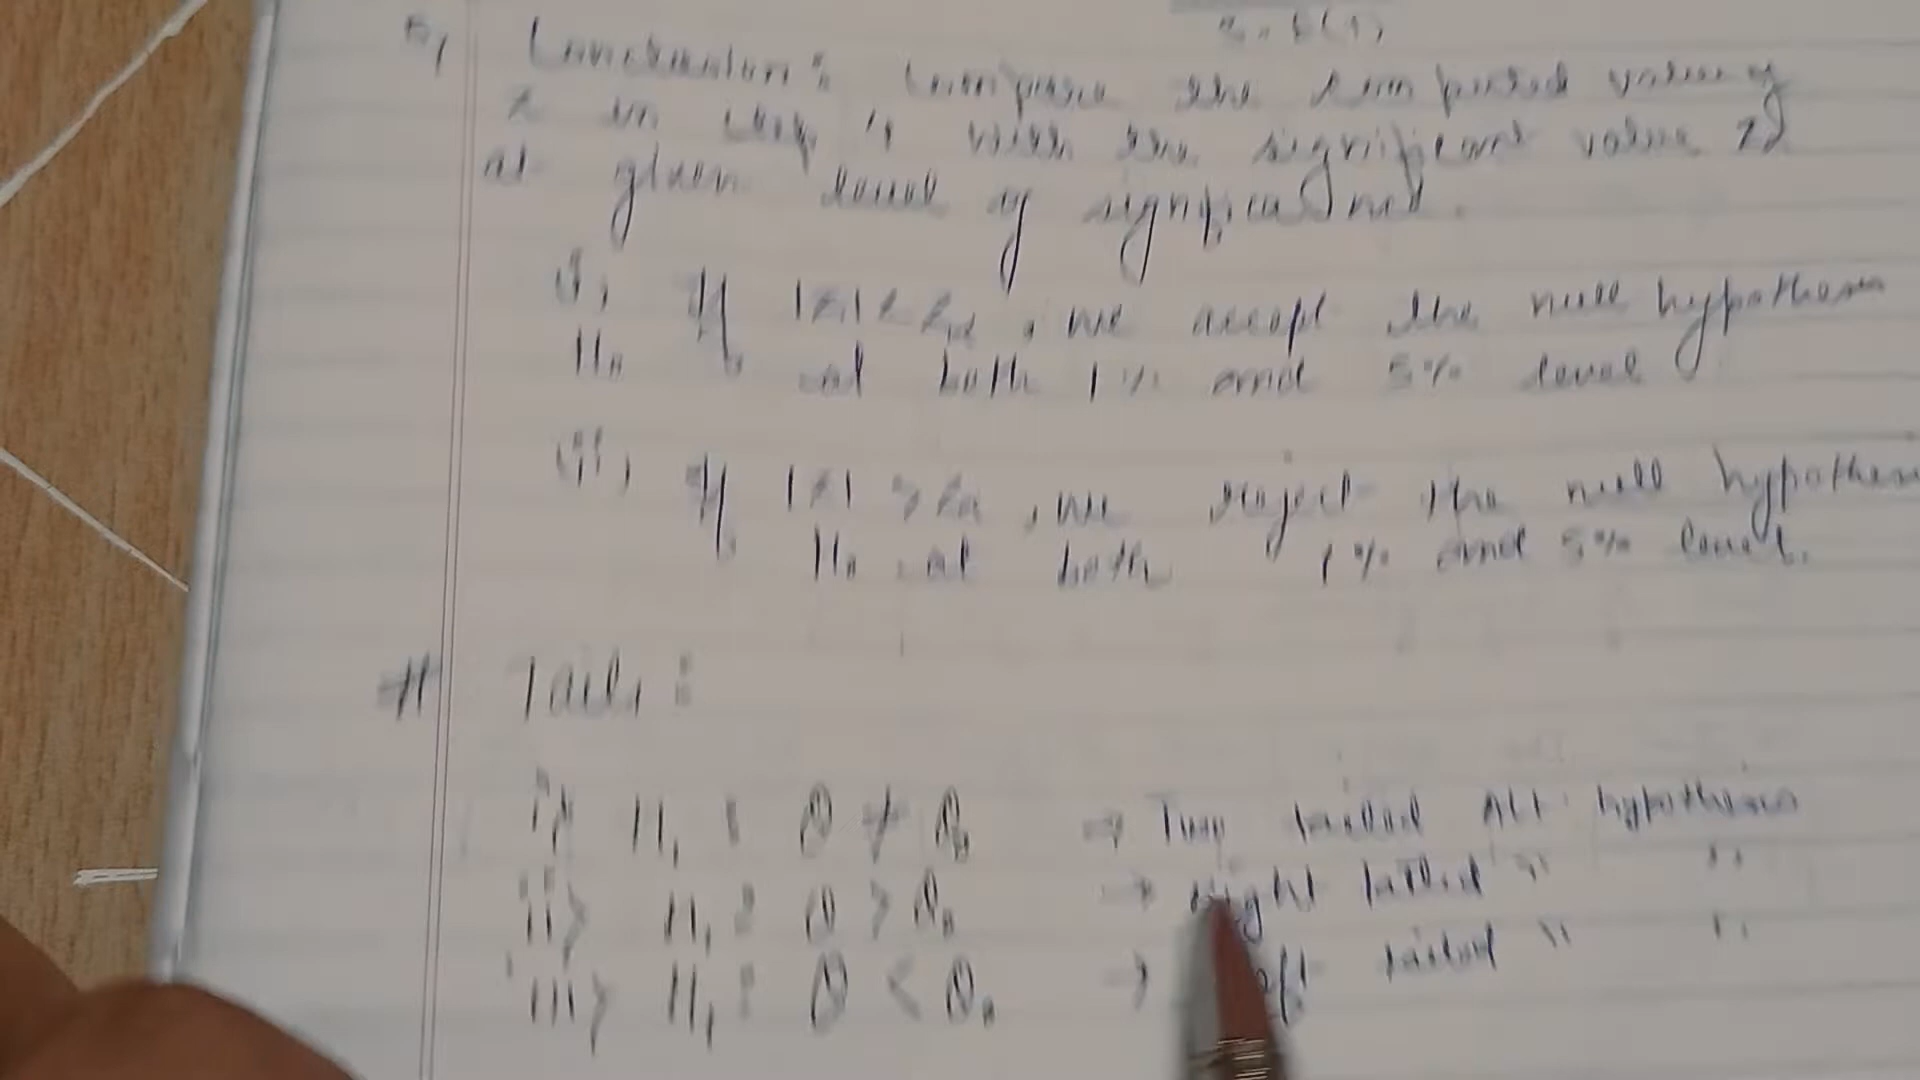 S.E(t)
5, Conclusion: Compare the computed value of
z in step 4 with the significant value zα
at given level of significance.
(i), If |z| < zα, we accept the null hypothesis
H₀ at both 1% and 5% level
(ii), If |z| > zα, we reject the null hypothesis
H₀ at both 1% and 5% level.
# Tails:
i> H₁ : θ ≠ θ₀ → Two tailed Alt. hypothesis
ii> H₁ : θ > θ₀ → Right tailed " "
iii> H₁ : θ < θ₀ → Left tailed " "